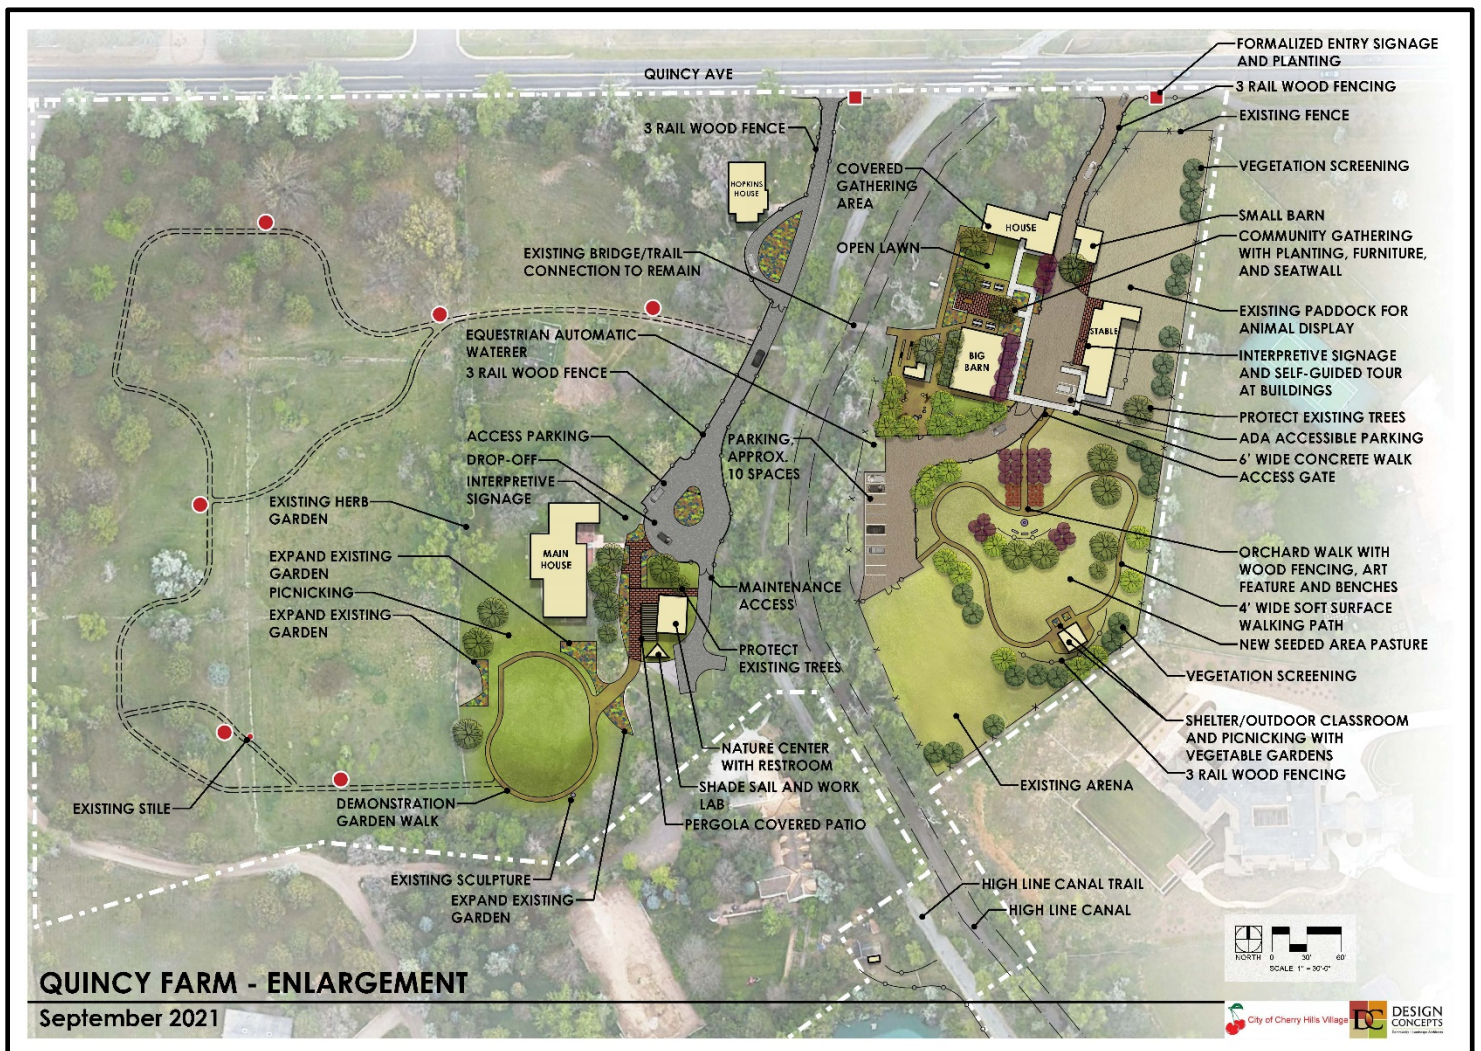 QUINCY AVE
FORMALIZED ENTRY SIGNAGE
AND PLANTING
3 RAIL WOOD FENCING
EXISTING FENCE
VEGETATION SCREENING
SMALL BARN
COMMUNITY GATHERING
WITH PLANTING, FURNITURE,
AND SEATWALL
EXISTING PADDOCK FOR
ANIMAL DISPLAY
INTERPRETIVE SIGNAGE
AND SELF-GUIDED TOUR
AT BUILDINGS
PROTECT EXISTING TREES
ADA ACCESSIBLE PARKING
6' WIDE CONCRETE WALK
ACCESS GATE
ORCHARD WALK WITH
WOOD FENCING, ART
FEATURE AND BENCHES
4' WIDE SOFT SURFACE
WALKING PATH
NEW SEEDED AREA PASTURE
VEGETATION SCREENING
SHELTER/OUTDOOR CLASSROOM
AND PICNICKING WITH
VEGETABLE GARDENS
3 RAIL WOOD FENCING
EXISTING ARENA
3 RAIL WOOD FENCE
HOPKINS
HOUSE
COVERED
GATHERING
AREA
HOUSE
OPEN LAWN
STABLE
BIG
BARN
EXISTING BRIDGE/TRAIL
CONNECTION TO REMAIN
EQUESTRIAN AUTOMATIC
WATERER
3 RAIL WOOD FENCE
ACCESS PARKING
DROP-OFF
INTERPRETIVE
SIGNAGE
PARKING,
APPROX.
10 SPACES
EXISTING HERB
GARDEN
MAIN
HOUSE
EXPAND EXISTING
GARDEN
PICNICKING
EXPAND EXISTING
GARDEN
MAINTENANCE
ACCESS
PROTECT
EXISTING TREES
NATURE CENTER
WITH RESTROOM
SHADE SAIL AND WORK
LAB
PERGOLA COVERED PATIO
EXISTING STILE
DEMONSTRATION
GARDEN WALK
EXISTING SCULPTURE
EXPAND EXISTING
GARDEN
HIGH LINE CANAL TRAIL
HIGH LINE CANAL
NORTH
0 30' 60'
SCALE 1" = 30'-0"
QUINCY FARM - ENLARGEMENT
September 2021
City of Cherry Hills Village
DC
DESIGN
CONCEPTS